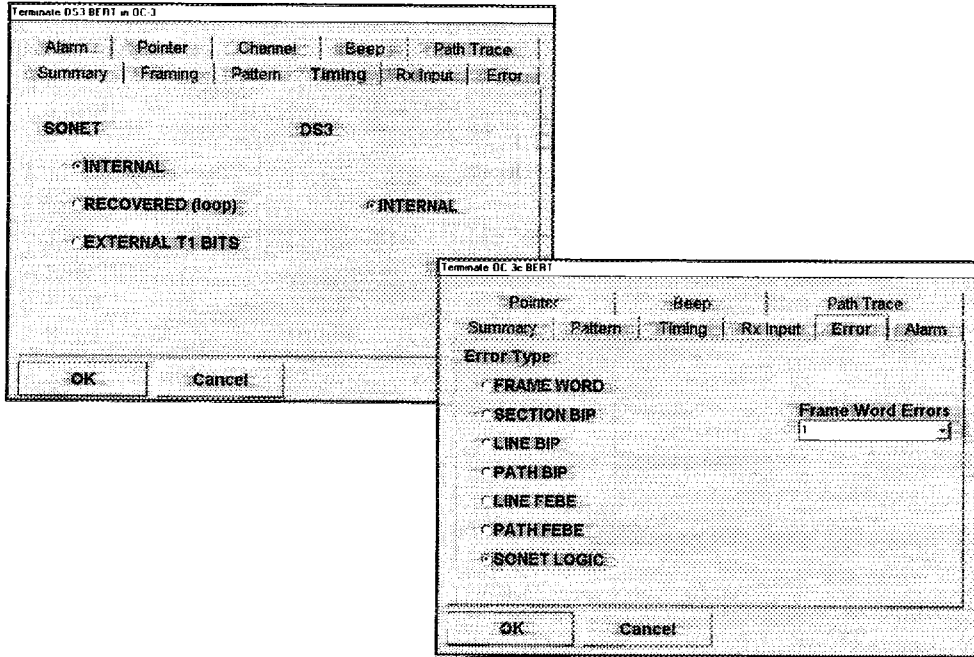 Terminate DS3 BERT in OC-3
Alarm Pointer Channel Beep Path Trace
Summary Framing Pattern Timing Rx Input Error
SONET DS3
INTERNAL
RECOVERED (loop) INTERNAL
EXTERNAL T1 BITS
OK Cancel
Terminate OC 3c BERT
Pointer Beep Path Trace
Summary Pattern Timing Rx Input Error Alarm
Error Type
FRAME WORD
SECTION BIP Frame Word Errors
LINE BIP 1
PATH BIP
LINE FEBE
PATH FEBE
SONET LOGIC
OK Cancel